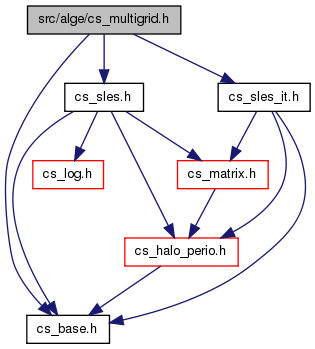 src/alge/cs_multigrid.h
cs_sles.h
cs_sles_it.h
cs_log.h
cs_matrix.h
cs_halo_perio.h
cs_base.h